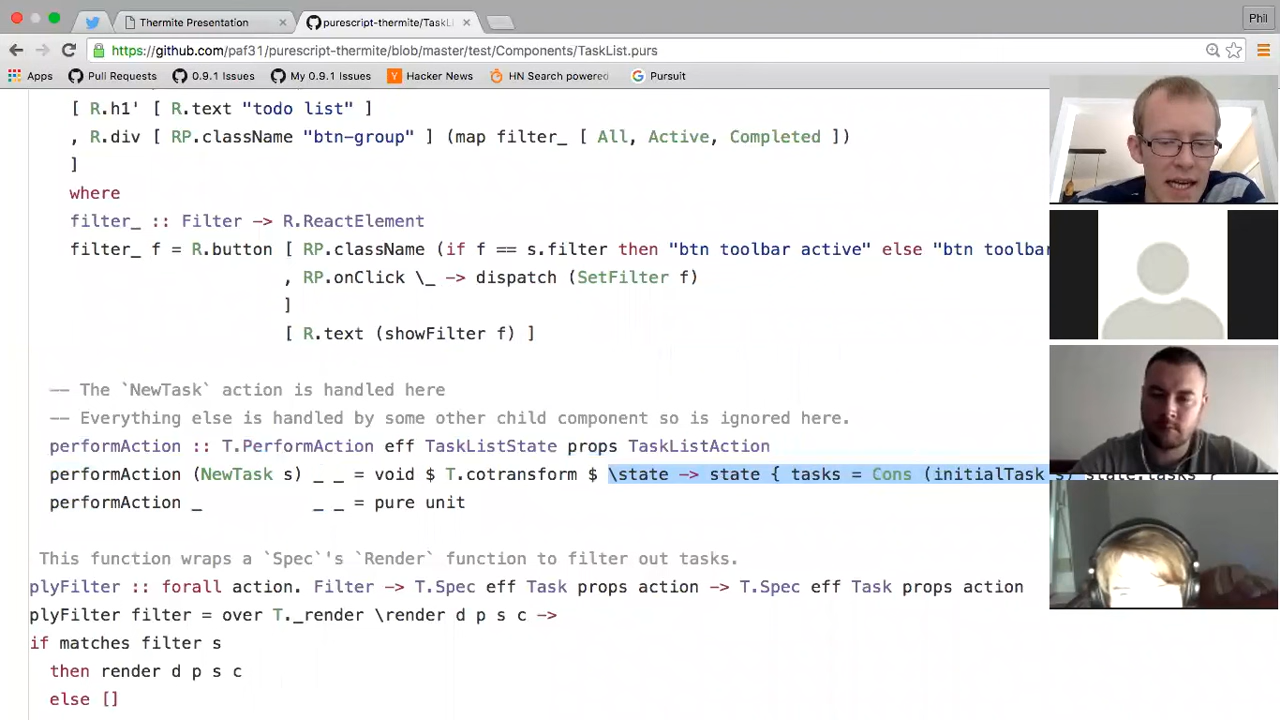 Thermite Presentation
purescript-thermite/TaskLi
Phil
https://github.com/paf31/purescript-thermite/blob/master/test/Components/TaskList.purs
Apps Pull Requests 0.9.1 Issues My 0.9.1 Issues Hacker News HN Search powered Pursuit
[ R.h1' [ R.text "todo list" ]
, R.div [ RP.className "btn-group" ] (map filter_ [ All, Active, Completed ])
]
where
filter_ :: Filter -> R.ReactElement
filter_ f = R.button [ RP.className (if f == s.filter then "btn toolbar active" else "btn toolbar
, RP.onClick \_ -> dispatch (SetFilter f)
]
[ R.text (showFilter f) ]
-- The `NewTask` action is handled here
-- Everything else is handled by some other child component so is ignored here.
performAction :: T.PerformAction eff TaskListState props TaskListAction
performAction (NewTask s) _ _ = void $ T.cotransform $ \state -> state { tasks = Cons (initialTask s) state.tasks }
performAction _ _ _ = pure unit
This function wraps a `Spec`'s `Render` function to filter out tasks.
plyFilter :: forall action. Filter -> T.Spec eff Task props action -> T.Spec eff Task props action
plyFilter filter = over T._render \render d p s c ->
if matches filter s
then render d p s c
else []